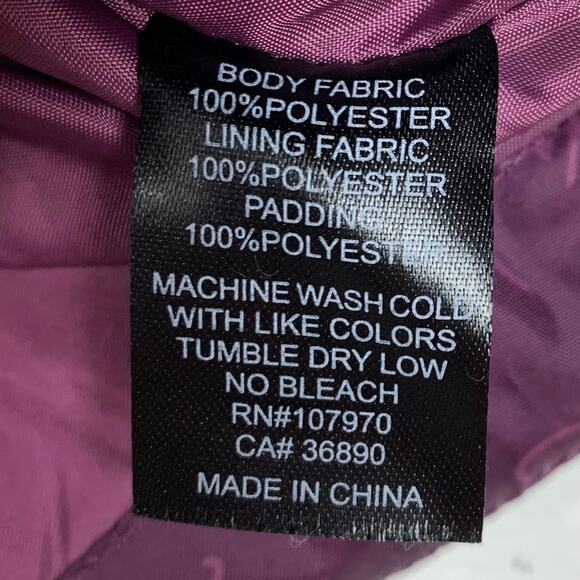 BODY FABRIC
100%POLYESTER
LINING FABRIC
100%POLYESTER
PADDING
100%POLYESTER
MACHINE WASH COLD
WITH LIKE COLORS
TUMBLE DRY LOW
NO BLEACH
RN#107970
CA# 36890
MADE IN CHINA